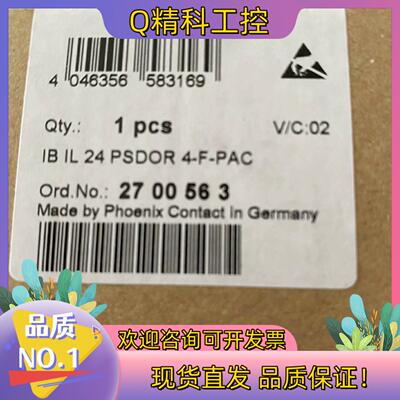 Q精科工控
4 046356 583169
Qty.: 1 pcs V/C:02
IB IL 24 PSDOR 4-F-PAC
Ord.No.: 27 00 56 3
Made by Phoenix Contact in Germany
品质
NO.1
欢迎咨询可开发票
现货直发 品质保证！